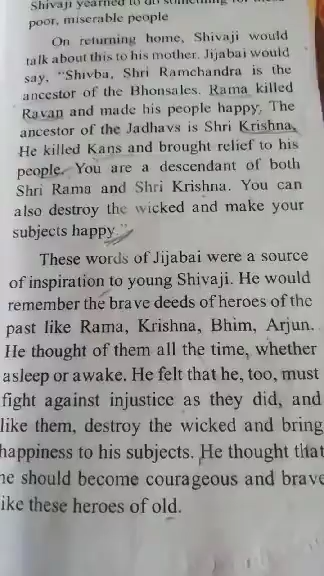 Shivaji yearned to do something for these
poor, miserable people
On returning home, Shivaji would
talk about this to his mother. Jijabai would
say, "Shivba, Shri Ramchandra is the
ancestor of the Bhonsales. Rama killed
Ravan and made his people happy. The
ancestor of the Jadhavs is Shri Krishna.
He killed Kans and brought relief to his
people. You are a descendant of both
Shri Rama and Shri Krishna. You can
also destroy the wicked and make your
subjects happy."
These words of Jijabai were a source
of inspiration to young Shivaji. He would
remember the brave deeds of heroes of the
past like Rama, Krishna, Bhim, Arjun.
He thought of them all the time, whether
asleep or awake. He felt that he, too, must
fight against injustice as they did, and
like them, destroy the wicked and bring
happiness to his subjects. He thought that
he should become courageous and brave
like these heroes of old.